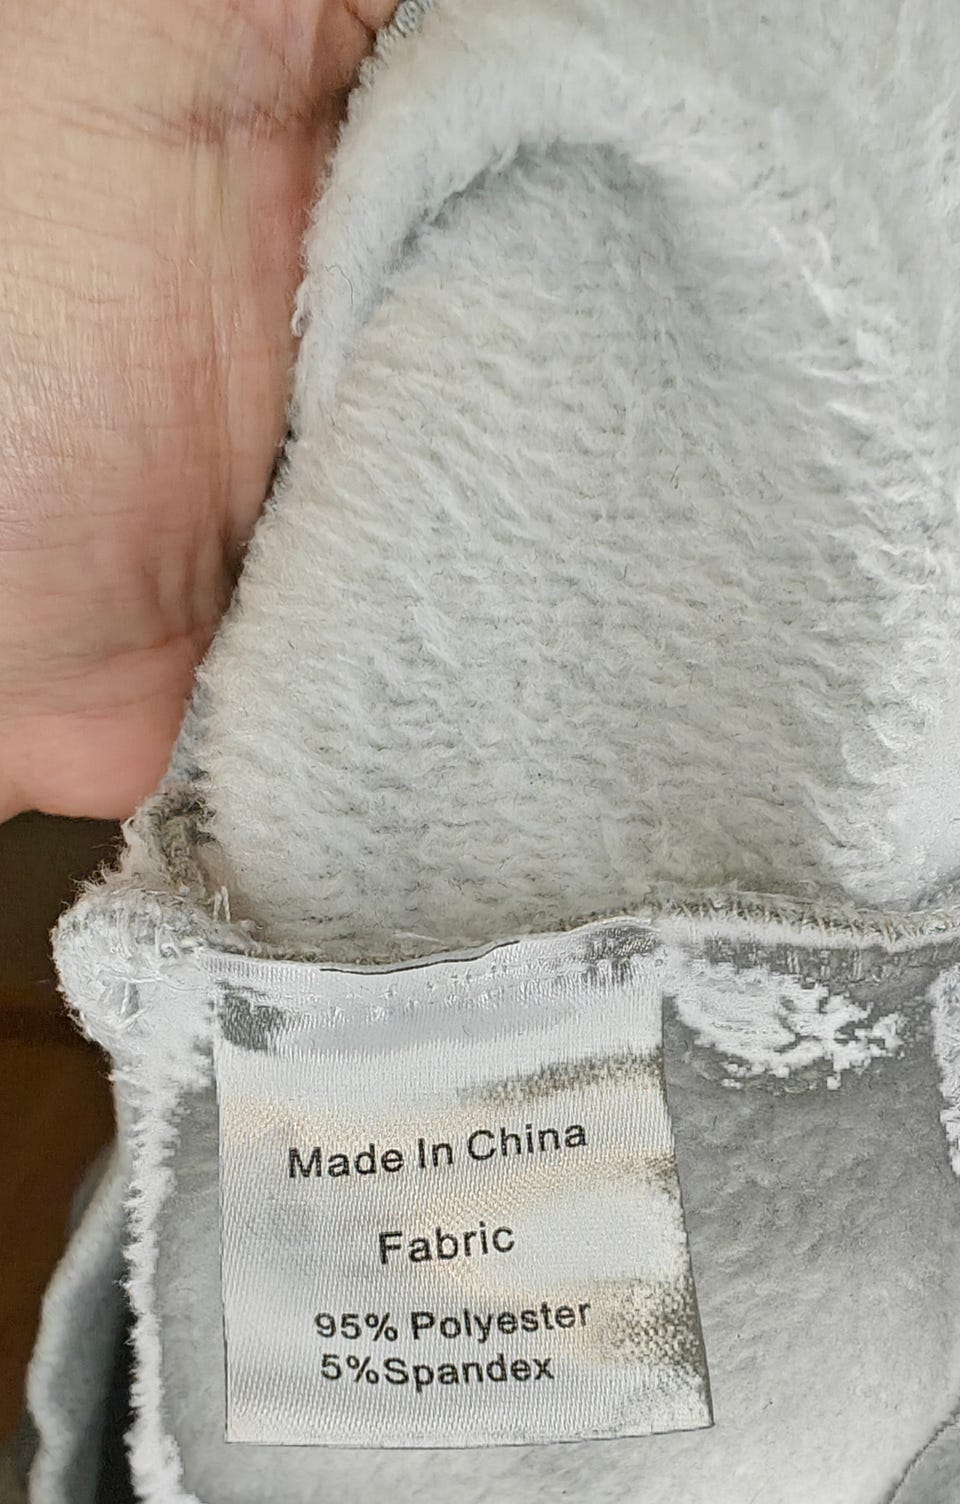 Made In China
Fabric
95% Polyester
5%Spandex